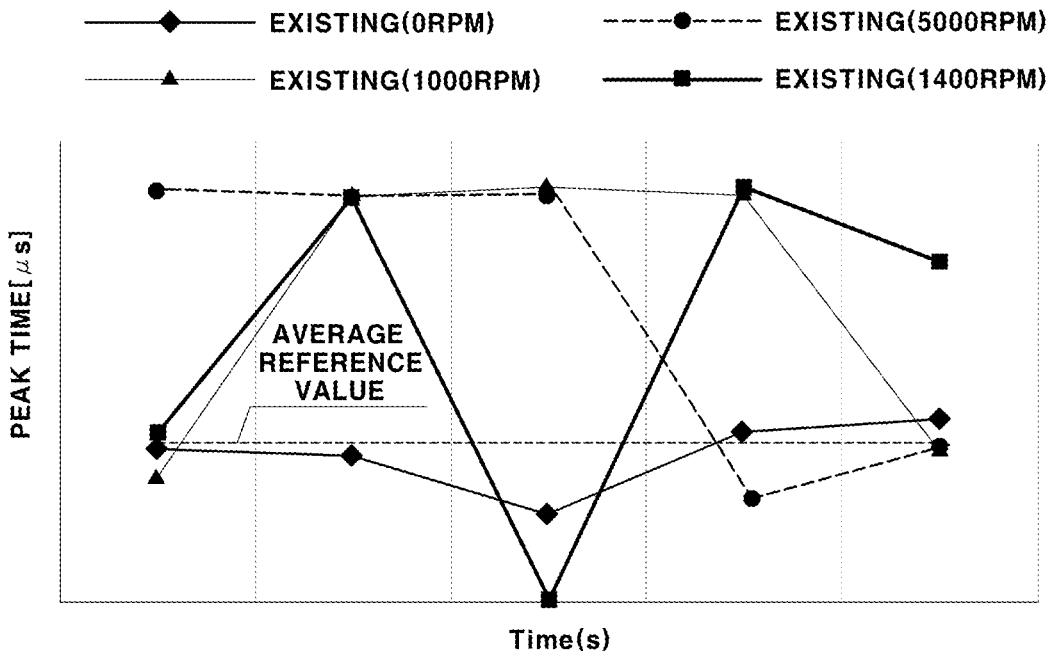 EXISTING(0RPM)
EXISTING(5000RPM)
EXISTING(1000RPM)
EXISTING(1400RPM)
PEAK TIME[μs]
AVERAGE
REFERENCE
VALUE
Time(s)